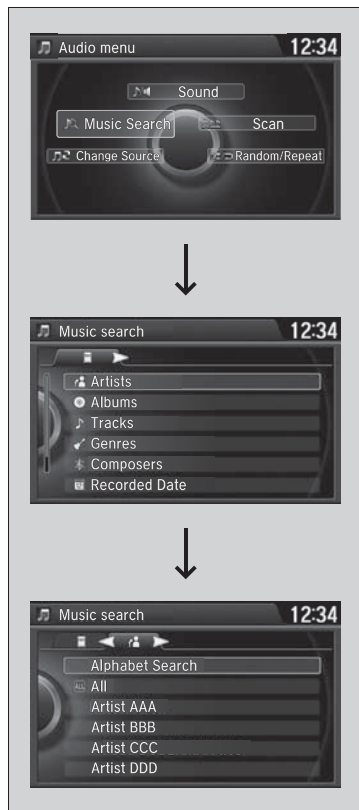 Audio menu 12:34
Sound
Music Search Scan
Change Source Random/Repeat
Music search 12:34
Artists
Albums
Tracks
Genres
Composers
Recorded Date
Music search 12:34
Alphabet Search
ALL All
Artist AAA
Artist BBB
Artist CCC
Artist DDD